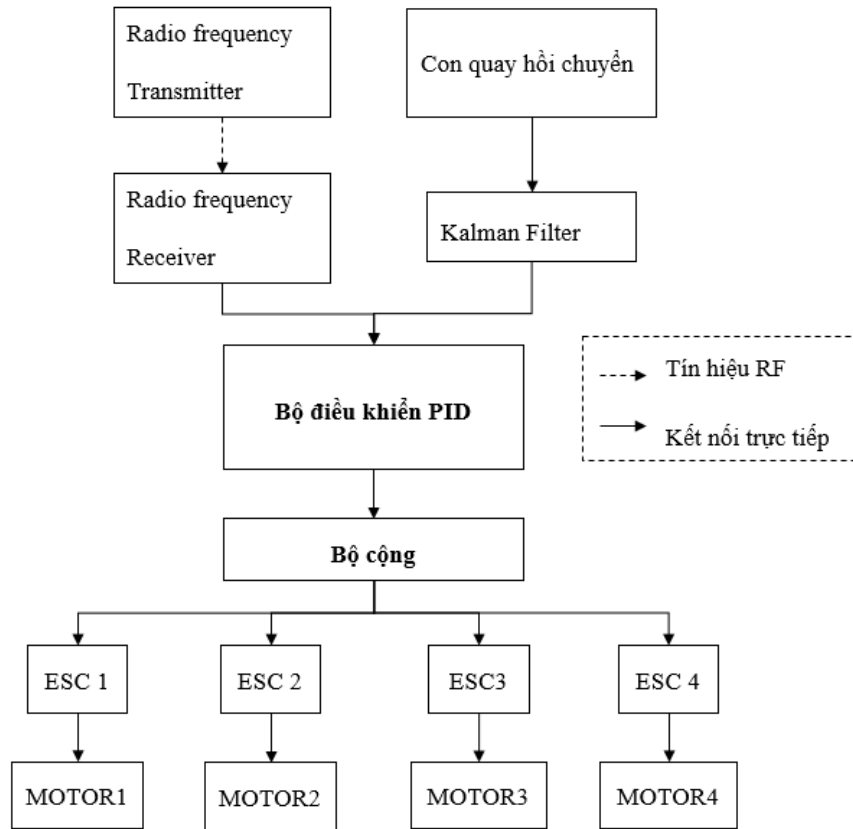 Radio frequency
Transmitter
Con quay hồi chuyển
Radio frequency
Receiver
Kalman Filter
Bộ điều khiển PID
Tín hiệu RF
Kết nối trực tiếp
Bộ cộng
ESC 1
ESC 2
ESC3
ESC 4
MOTOR1
MOTOR2
MOTOR3
MOTOR4